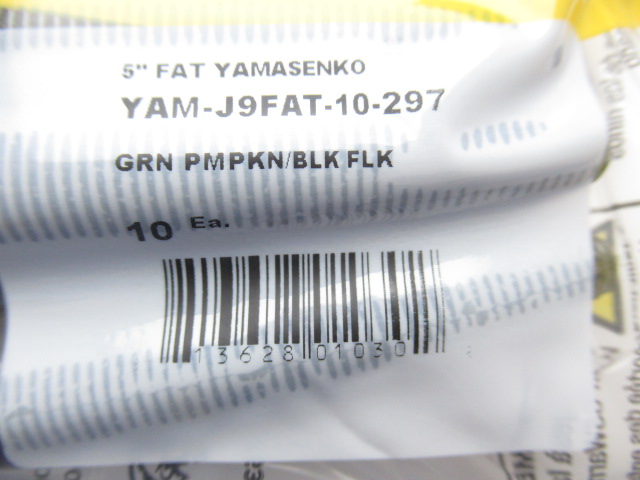 5" FAT YAMASENKO
YAM-J9FAT-10-297
GRN PMPKN/BLK FLK
10 Ea.
13628 01030